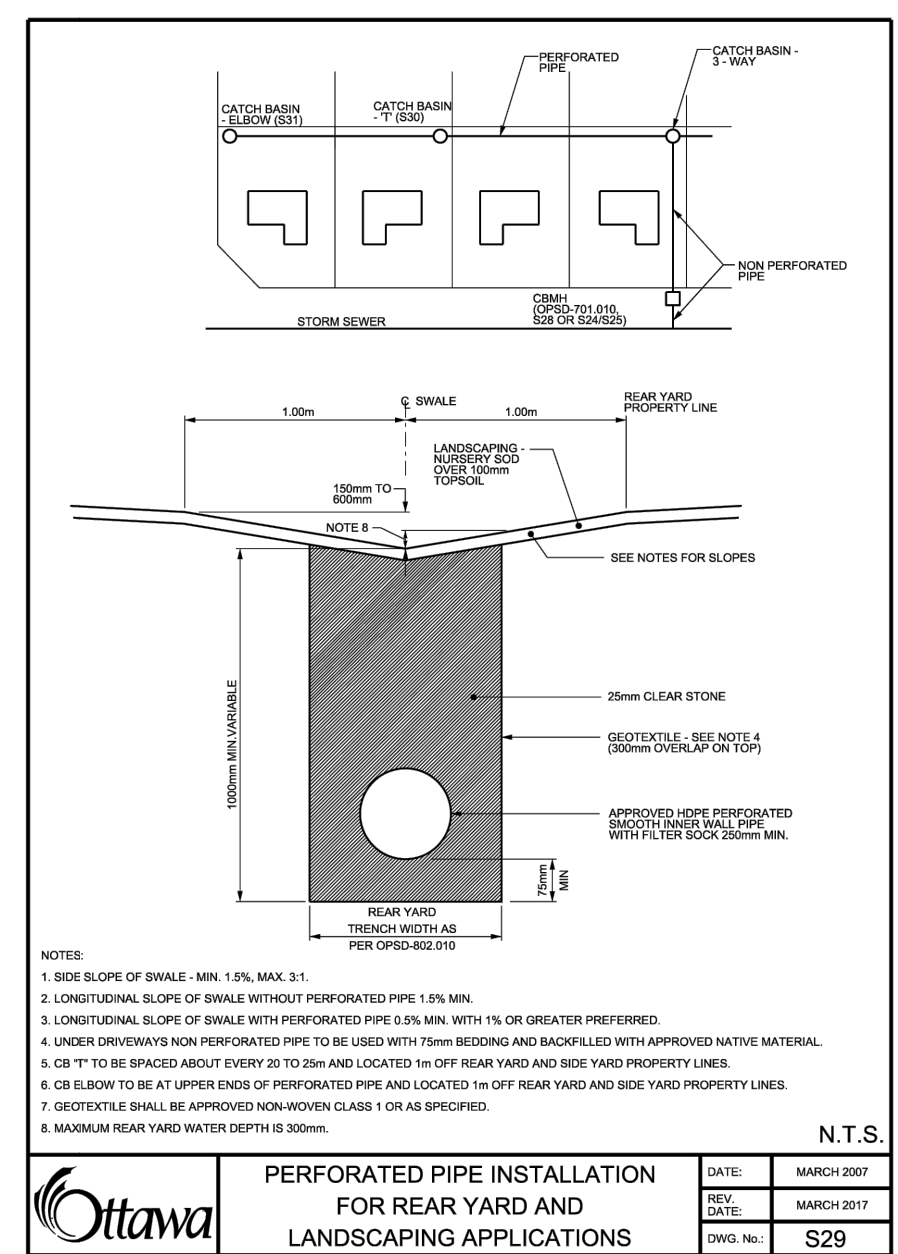 PERFORATED
PIPE
CATCH BASIN -
3 - WAY
CATCH BASIN
- ELBOW (S31)
CATCH BASIN
- 'T' (S30)
NON PERFORATED
PIPE
CBMH
(OPSD-701.010,
S28 OR S24/S25)
STORM SEWER
℄ SWALE
REAR YARD
PROPERTY LINE
1.00m
1.00m
LANDSCAPING -
NURSERY SOD
OVER 100mm
TOPSOIL
150mm TO
600mm
NOTE 8
SEE NOTES FOR SLOPES
1000mm MIN.VARIABLE
25mm CLEAR STONE
GEOTEXTILE - SEE NOTE 4
(300mm OVERLAP ON TOP)
APPROVED HDPE PERFORATED
SMOOTH INNER WALL PIPE
WITH FILTER SOCK 250mm MIN.
75mm
MIN
REAR YARD
TRENCH WIDTH AS
PER OPSD-802.010
NOTES:
1. SIDE SLOPE OF SWALE - MIN. 1.5%, MAX. 3:1.
2. LONGITUDINAL SLOPE OF SWALE WITHOUT PERFORATED PIPE 1.5% MIN.
3. LONGITUDINAL SLOPE OF SWALE WITH PERFORATED PIPE 0.5% MIN. WITH 1% OR GREATER PREFERRED.
4. UNDER DRIVEWAYS NON PERFORATED PIPE TO BE USED WITH 75mm BEDDING AND BACKFILLED WITH APPROVED NATIVE MATERIAL.
5. CB "T" TO BE SPACED ABOUT EVERY 20 TO 25m AND LOCATED 1m OFF REAR YARD AND SIDE YARD PROPERTY LINES.
6. CB ELBOW TO BE AT UPPER ENDS OF PERFORATED PIPE AND LOCATED 1m OFF REAR YARD AND SIDE YARD PROPERTY LINES.
7. GEOTEXTILE SHALL BE APPROVED NON-WOVEN CLASS 1 OR AS SPECIFIED.
8. MAXIMUM REAR YARD WATER DEPTH IS 300mm.
N.T.S.
Ottawa
PERFORATED PIPE INSTALLATION
FOR REAR YARD AND
LANDSCAPING APPLICATIONS
DATE: MARCH 2007
REV.
DATE: MARCH 2017
DWG. No.: S29